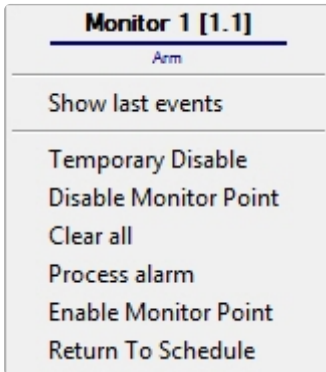 Monitor 1 [1.1]
Arm
Show last events
Temporary Disable
Disable Monitor Point
Clear all
Process alarm
Enable Monitor Point
Return To Schedule